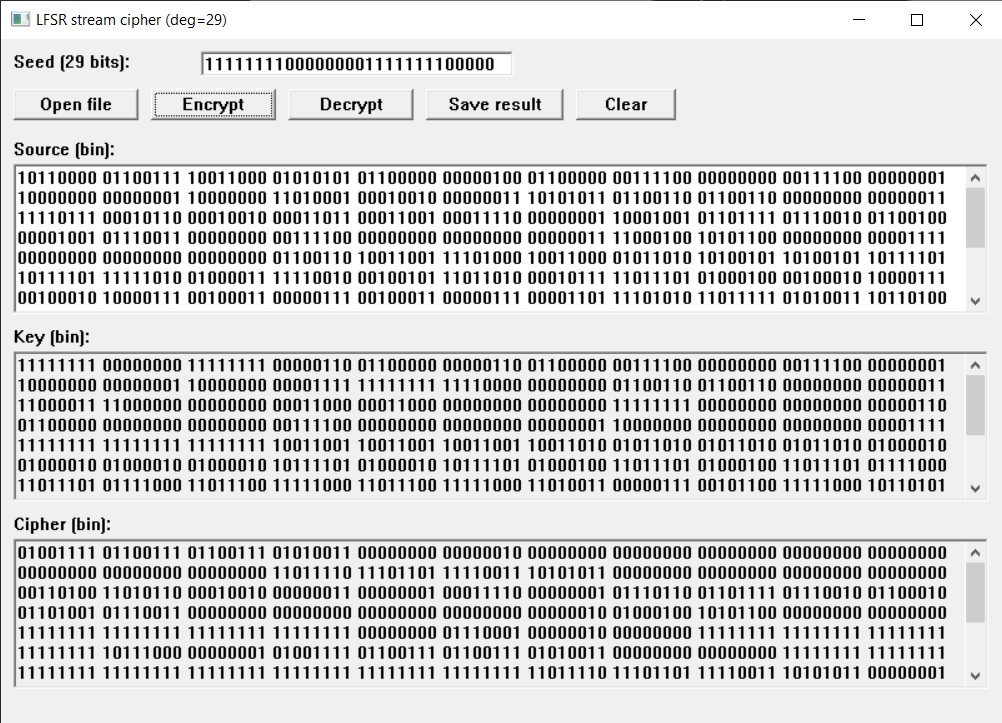 LFSR stream cipher (deg=29)
Seed (29 bits):
11111111000000001111111100000
Open file
Encrypt
Decrypt
Save result
Clear
Source (bin):
10110000 01100111 10011000 01010101 01100000 00000100 01100000 00111100 00000000 00111100 00000001
10000000 00000001 10000000 11010001 00010010 00000011 10101011 01100110 01100110 00000000 00000011
11110111 00010110 00010010 00011011 00011001 00011110 00000001 10001001 01101111 01110010 01100100
00001001 01110011 00000000 00111100 00000000 00000000 00000011 11000100 10101100 00000000 00001111
00000000 00000000 00000000 01100110 10011001 11101000 10011000 01011010 10100101 10100101 10111101
10111101 11111010 01000011 11110010 00100101 11011010 00010111 11011101 01000100 00100010 10000111
00100010 10000111 00100011 00000111 00100011 00000111 00001101 11101010 11011111 01010011 10110100
Key (bin):
11111111 00000000 11111111 00000110 01100000 00000110 01100000 00111100 00000000 00111100 00000001
10000000 00000001 10000000 00001111 11111111 11110000 00000000 01100110 01100110 00000000 00000011
11000011 11000000 00000000 00011000 00011000 00000000 00000000 11111111 00000000 00000000 00000110
01100000 00000000 00000000 00111100 00000000 00000000 00000001 10000000 00000000 00000000 00001111
11111111 11111111 11111111 10011001 10011001 10011001 10011010 01011010 01011010 01011010 01000010
01000010 01000010 01000010 10111101 01000010 10111101 01000100 11011101 01000100 11011101 01111000
11011101 01111000 11011100 11111000 11011100 11111000 11010011 00000111 00101100 11111000 10110101
Cipher (bin):
01001111 01100111 01100111 01010011 00000000 00000010 00000000 00000000 00000000 00000000 00000000
00000000 00000000 00000000 11011110 11101101 11110011 10101011 00000000 00000000 00000000 00000000
00110100 11010110 00010010 00000011 00000001 00011110 00000001 01110110 01101111 01110010 01100010
01101001 01110011 00000000 00000000 00000000 00000000 00000010 01000100 10101100 00000000 00000000
11111111 11111111 11111111 11111111 00000000 01110001 00000010 00000000 11111111 11111111 11111111
11111111 10111000 00000001 01001111 01100111 01100111 01010011 00000000 00000000 11111111 11111111
11111111 11111111 11111111 11111111 11111111 11111111 11011110 11101101 11110011 10101011 00000001